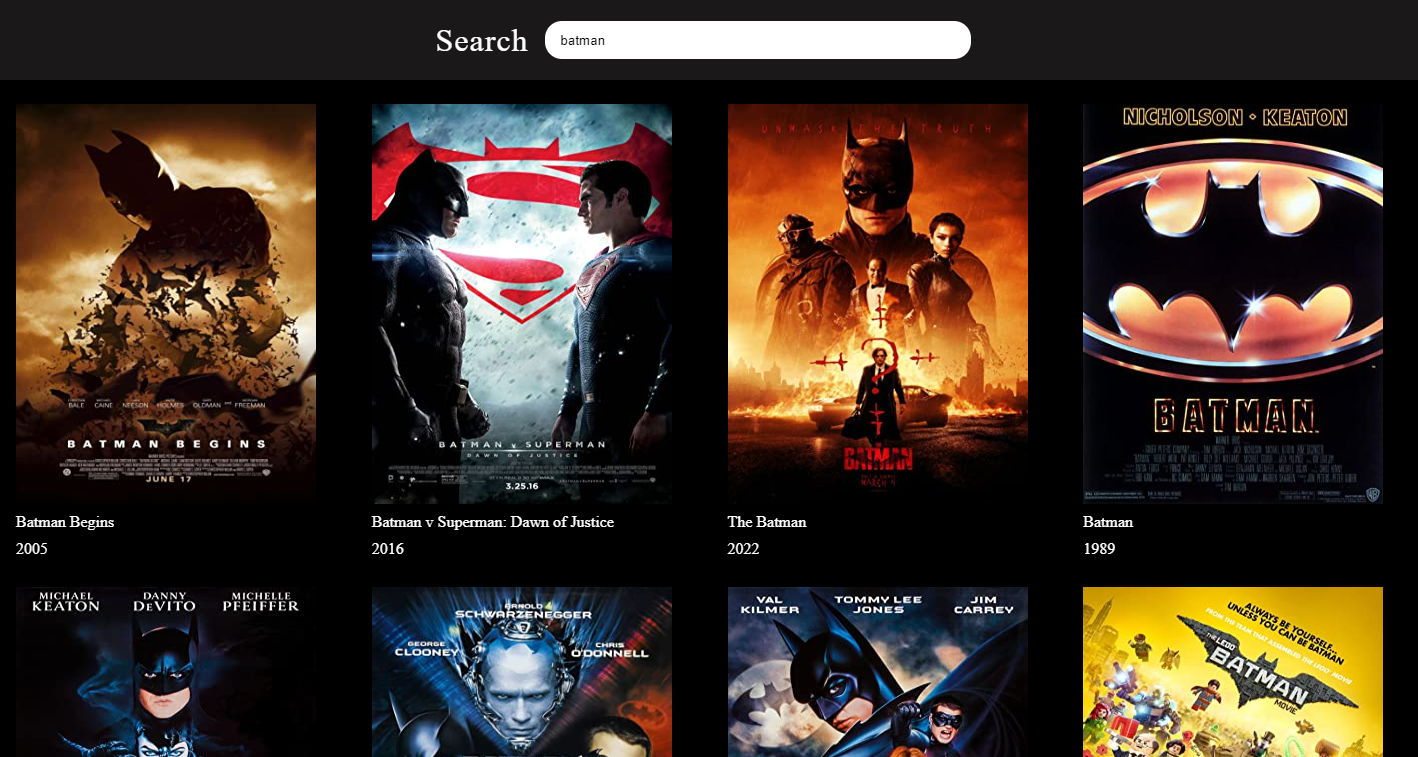 Search
batman
UNMASK THE TRUTH
NICHOLSON • KEATON
BALE CAINE NEESON HOLMES OLDMAN AND FREEMAN
BATMAN BEGINS
JUNE 17
BATMAN v SUPERMAN
DAWN OF JUSTICE
3.25.16
THE
BATMAN
MARCH 4
BATMAN
Batman Begins
2005
Batman v Superman: Dawn of Justice
2016
The Batman
2022
Batman
1989
MICHAEL KEATON
DANNY DEVITO
MICHELLE PFEIFFER
ARNOLD SCHWARZENEGGER
GEORGE CLOONEY
CHRIS O'DONNELL
VAL KILMER
TOMMY LEE JONES
JIM CARREY
ALWAYS BE YOURSELF...
UNLESS YOU CAN BE BATMAN
FROM THE TEAM THAT ASSEMBLED THE LEGO MOVIE
THE LEGO
BATMAN
MOVIE